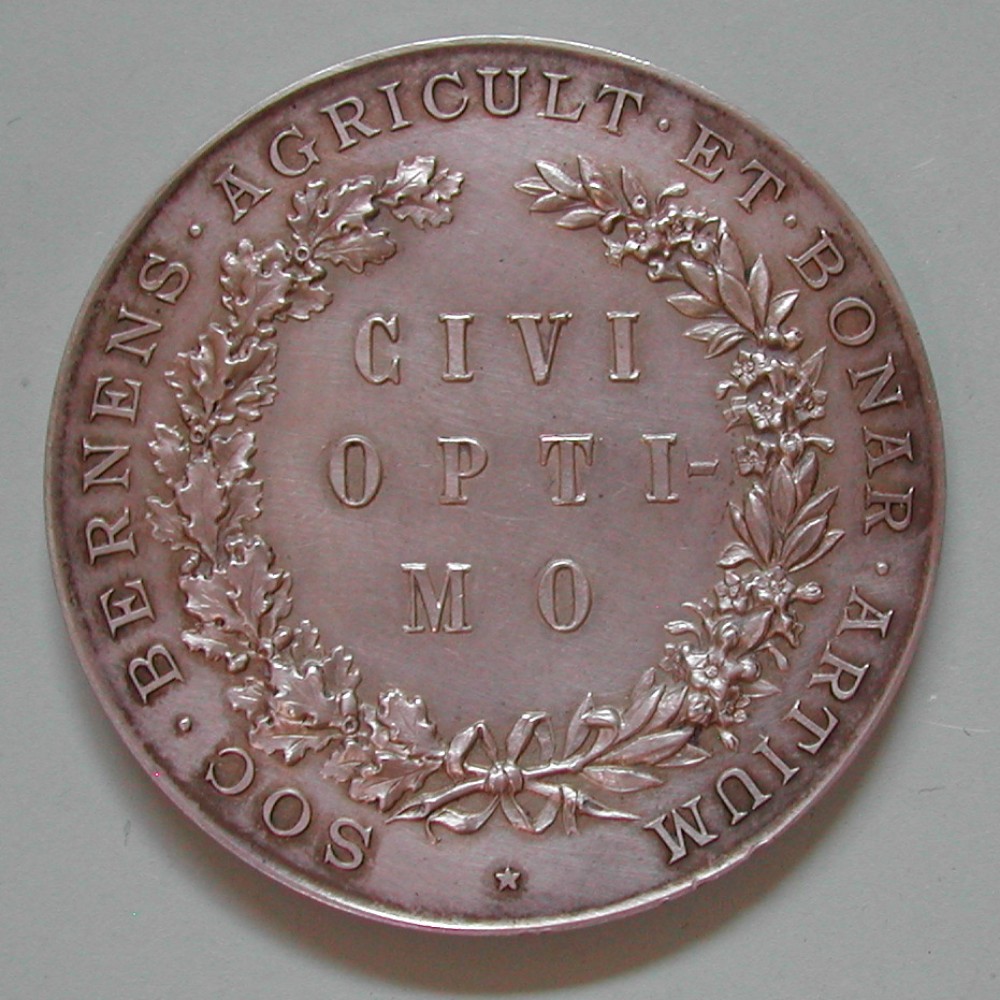 SOC · BERNENS · AGRICULT · ET · BONAR · ARTIUM
CIVI
OPTI-
MO